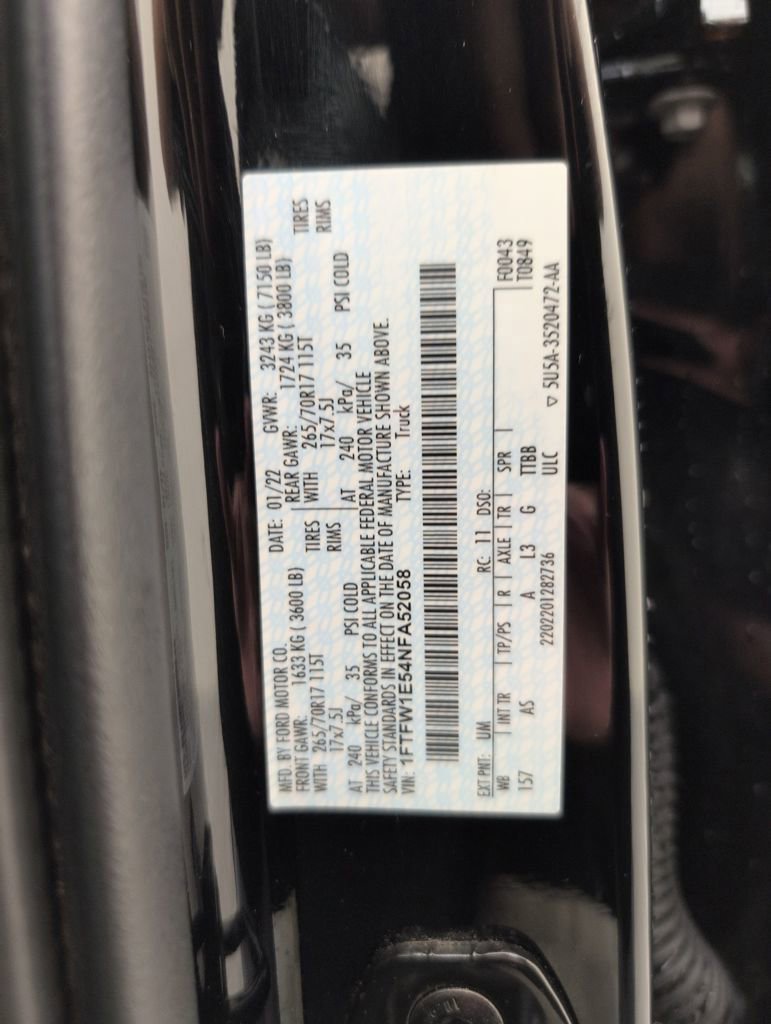 MFD. BY FORD MOTOR CO. DATE: 01/22 GVWR: 3243 KG ( 7150 LB)
FRONT GAWR: 1633 KG ( 3600 LB) REAR GAWR: 1724 KG ( 3800 LB)
WITH 265/70R17 115T TIRES WITH 265/70R17 115T TIRES
17x7.5J RIMS 17x7.5J RIMS
AT 240 kPa/ 35 PSI COLD AT 240 kPa/ 35 PSI COLD
THIS VEHICLE CONFORMS TO ALL APPLICABLE FEDERAL MOTOR VEHICLE
SAFETY STANDARDS IN EFFECT ON THE DATE OF MANUFACTURE SHOWN ABOVE.
VIN: 1FTFW1E54NFA52058 TYPE: Truck
EXT PNT: UM RC: 11 DSO:
WB INT TR TP/PS R AXLE TR SPR F0043
157 AS A L3 G TTBB T0849
2202201282736 ULC ▽ 5U5A-3520472-AA